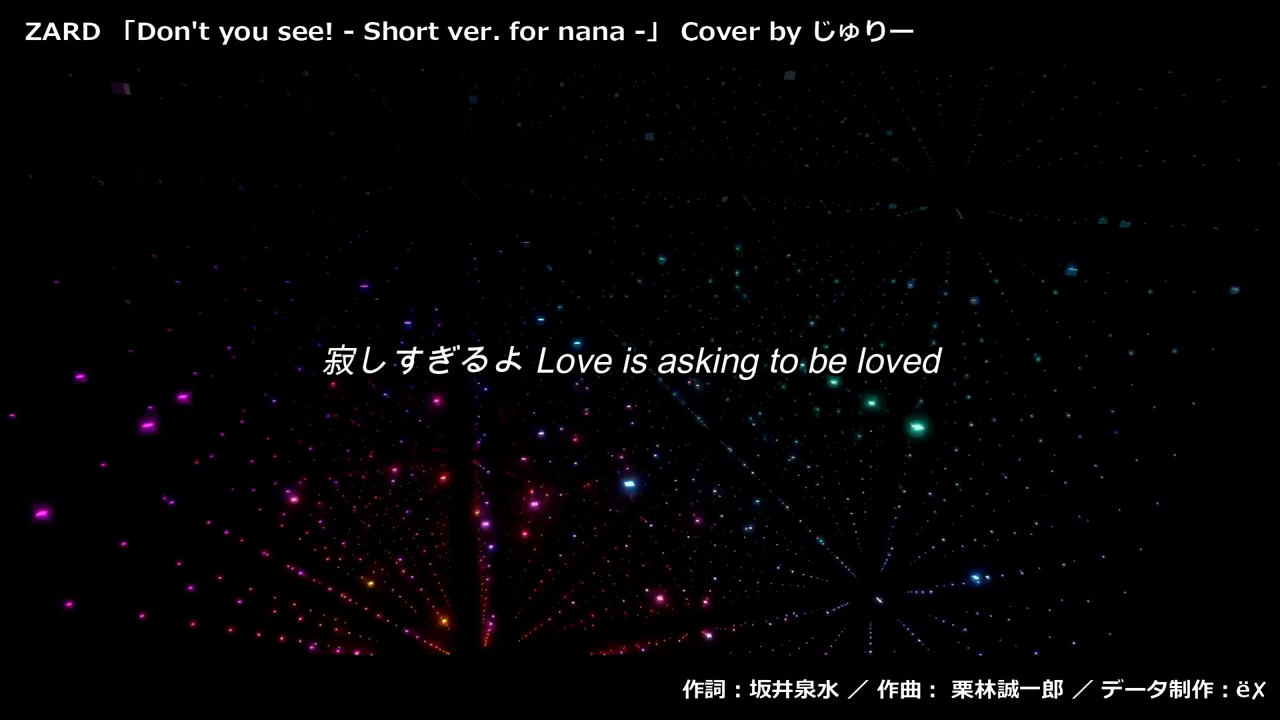 ZARD 「Don't you see! - Short ver. for nana -」 Cover by じゅりー
寂しすぎるよ Love is asking to be loved
作詞：坂井泉水 ／ 作曲： 栗林誠一郎 ／ データ制作：ëχ